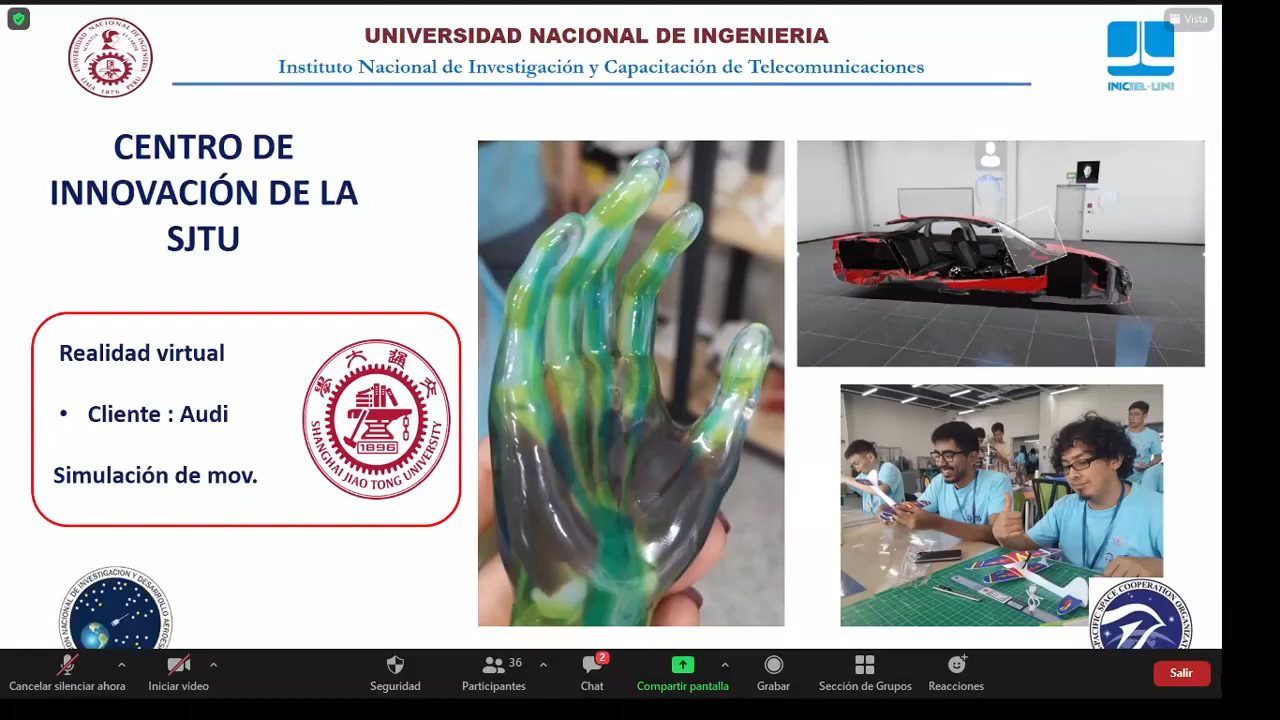 Vista
UNIVERSIDAD NACIONAL DE INGENIERIA
Instituto Nacional de Investigación y Capacitación de Telecomunicaciones
INICTEL-UNI
CENTRO DE
INNOVACIÓN DE LA
SJTU
Realidad virtual
• Cliente : Audi
Simulación de mov.
1896
SHANGHAI JIAO TONG UNIVERSITY
Cancelar silenciar ahora
Iniciar video
Seguridad
36
Participantes
2
Chat
Compartir pantalla
Grabar
Sección de Grupos
Reacciones
Salir